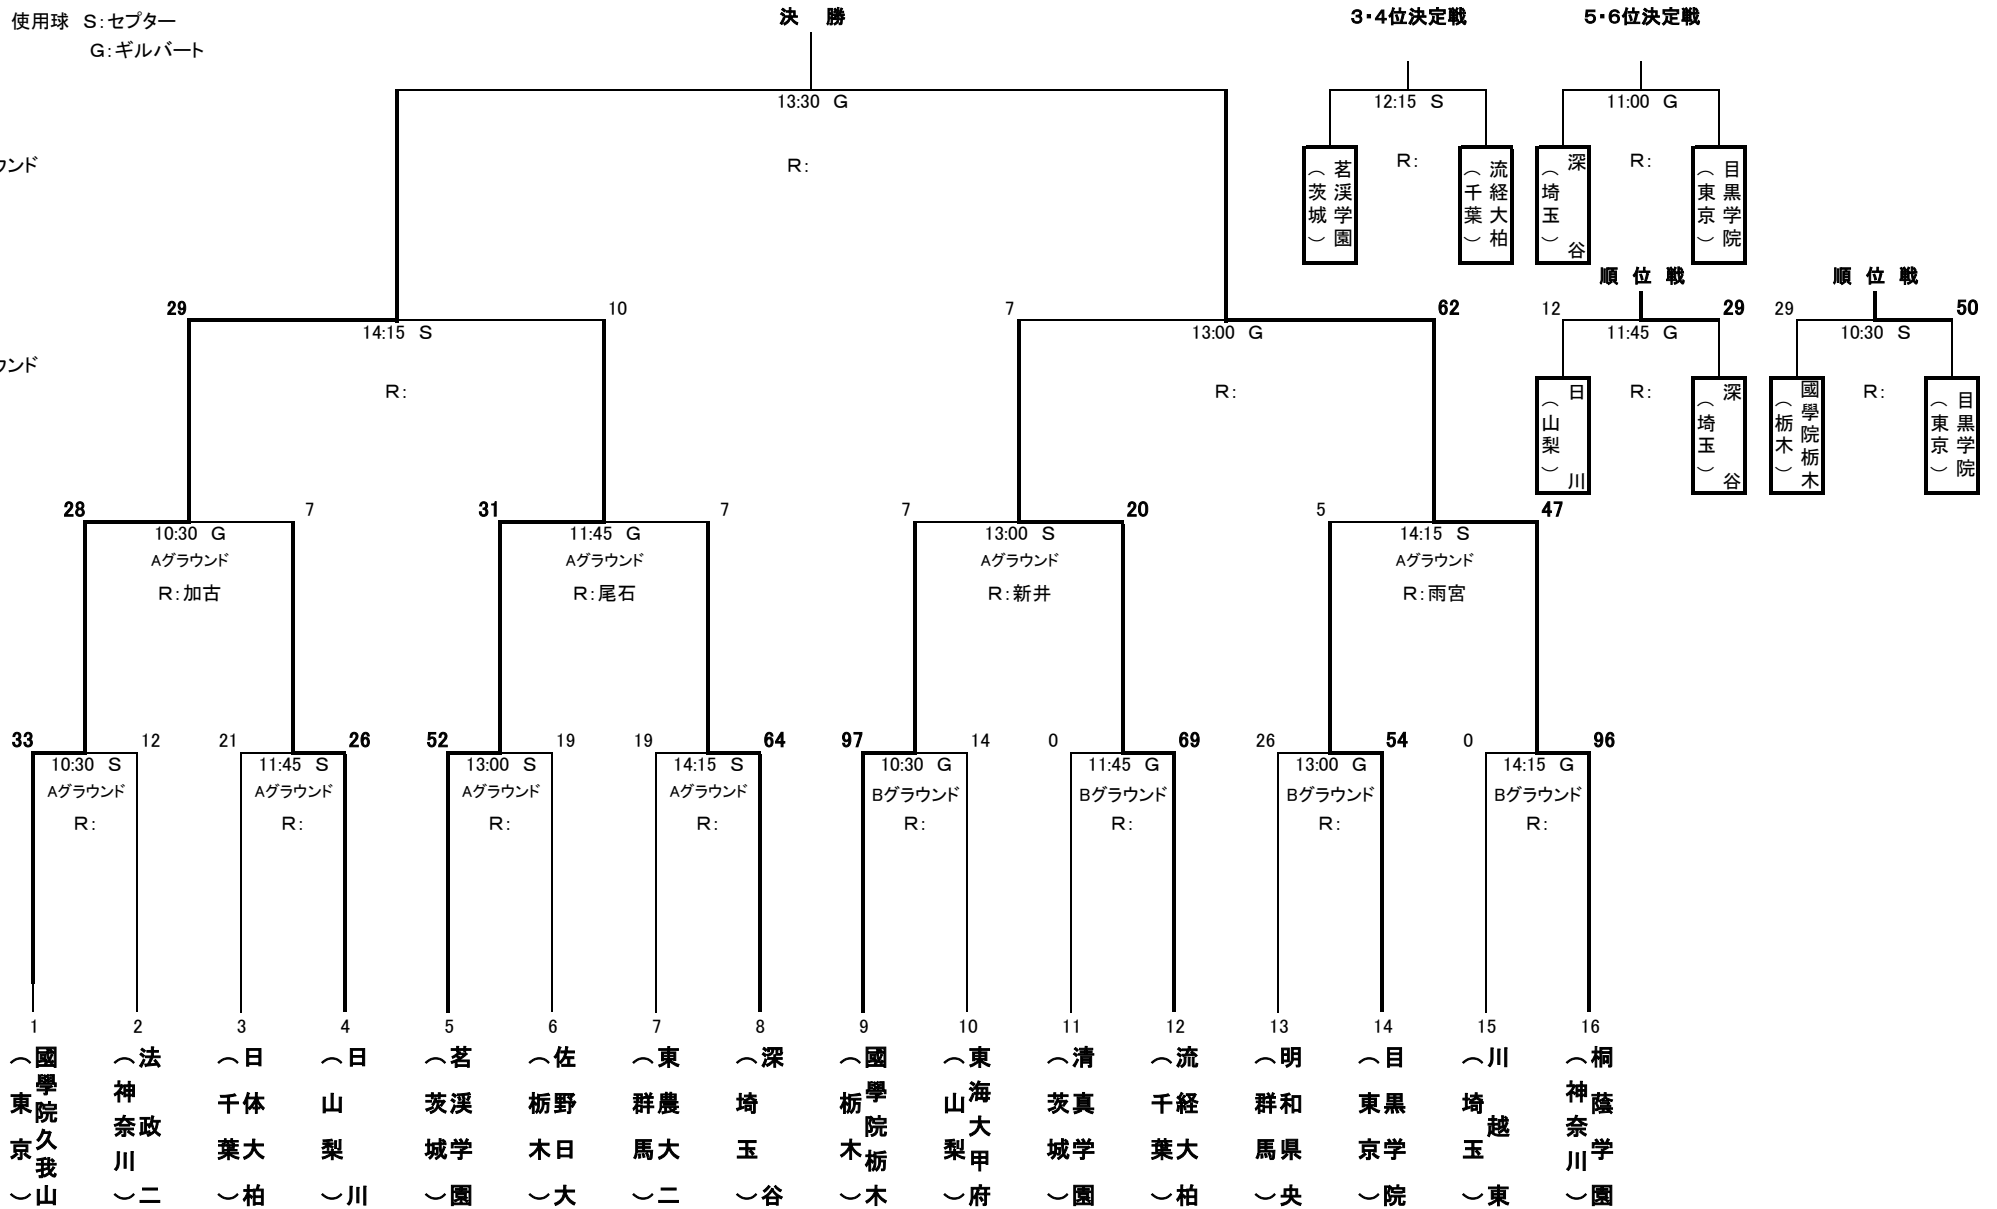 使用球 S:セプター
G:ギルバート
決 勝
3・4位決定戦
5・6位決定戦
13:30 G
12:15 S
11:00 G
ウンド
R:
R:
R:
茗渓学園
(茨城)
流経大柏
(千葉)
深谷
(埼玉)
目黒学院
(東京)
順 位 戦
順 位 戦
29
10
7
62
12
29
29
50
14:15 S
13:00 G
11:45 G
10:30 S
ウンド
R:
R:
R:
R:
日川
(山梨)
深谷
(埼玉)
國學院栃木
(栃木)
目黒学院
(東京)
28
7
31
7
7
20
5
47
10:30 G
11:45 G
13:00 S
14:15 S
Aグラウンド
Aグラウンド
Aグラウンド
Aグラウンド
R:加古
R:尾石
R:新井
R:雨宮
33
12
21
26
52
19
19
64
97
14
0
69
26
54
0
96
10:30 S
11:45 S
13:00 S
14:15 S
10:30 G
11:45 G
13:00 G
14:15 G
Aグラウンド
Aグラウンド
Aグラウンド
Aグラウンド
Bグラウンド
Bグラウンド
Bグラウンド
Bグラウンド
R:
R:
R:
R:
R:
R:
R:
R:
1
2
3
4
5
6
7
8
9
10
11
12
13
14
15
16
國學院久我山
(東京)
法政二
(神奈川)
日体大柏
(千葉)
日川
(山梨)
茗渓学園
(茨城)
佐野日大
(栃木)
東農大二
(群馬)
深谷
(埼玉)
國學院栃木
(栃木)
東海大甲府
(山梨)
清真学園
(茨城)
流経大柏
(千葉)
明和県央
(群馬)
目黒学院
(東京)
川越東
(埼玉)
桐蔭学園
(神奈川)